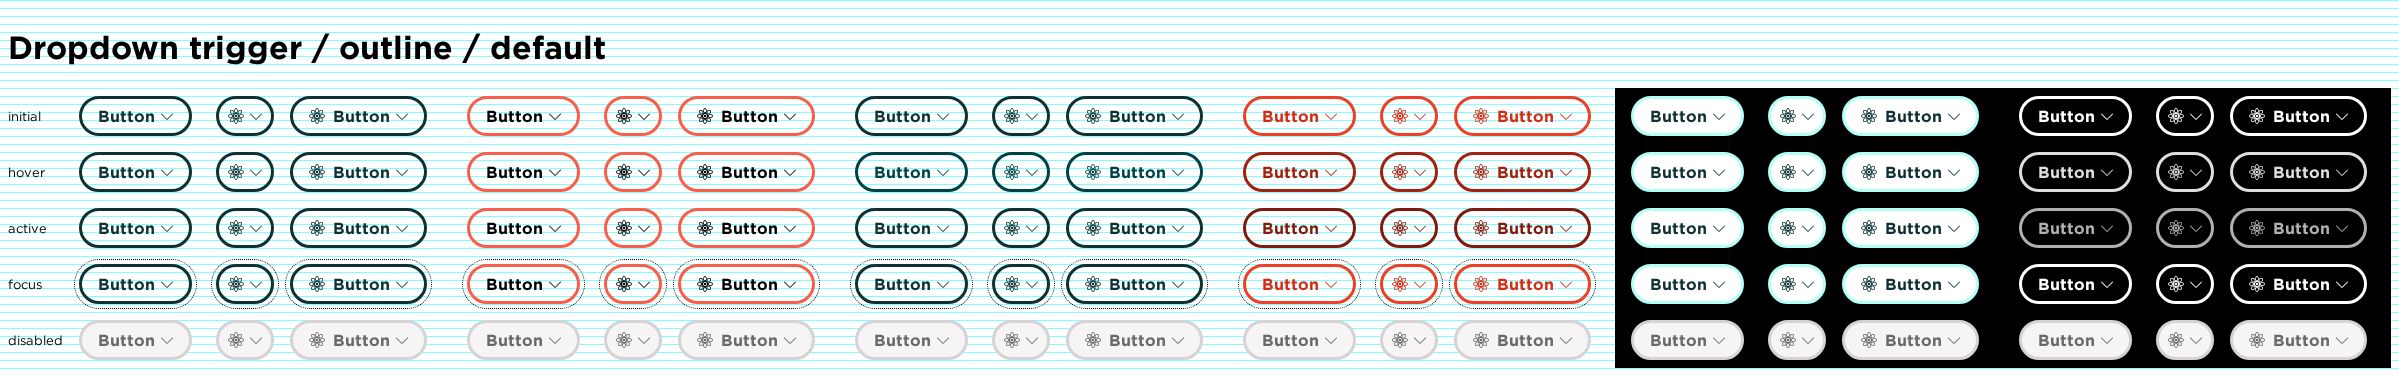 Dropdown trigger / outline / default
initial Button Button Button Button Button Button Button Button Button Button Button Button
hover Button Button Button Button Button Button Button Button Button Button Button Button
active Button Button Button Button Button Button Button Button Button Button Button Button
focus Button Button Button Button Button Button Button Button Button Button Button Button
disabled Button Button Button Button Button Button Button Button Button Button Button Button